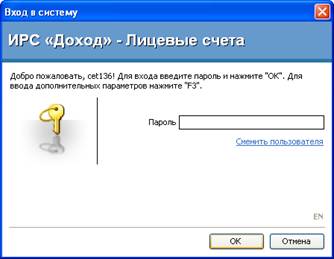 Вход в систему
ИРС «Доход» - Лицевые счета
Добро пожаловать, cet136! Для входа введите пароль и нажмите "OK". Для
ввода дополнительных параметров нажмите "F3".
Пароль
Сменить пользователя
EN
OK
Отмена